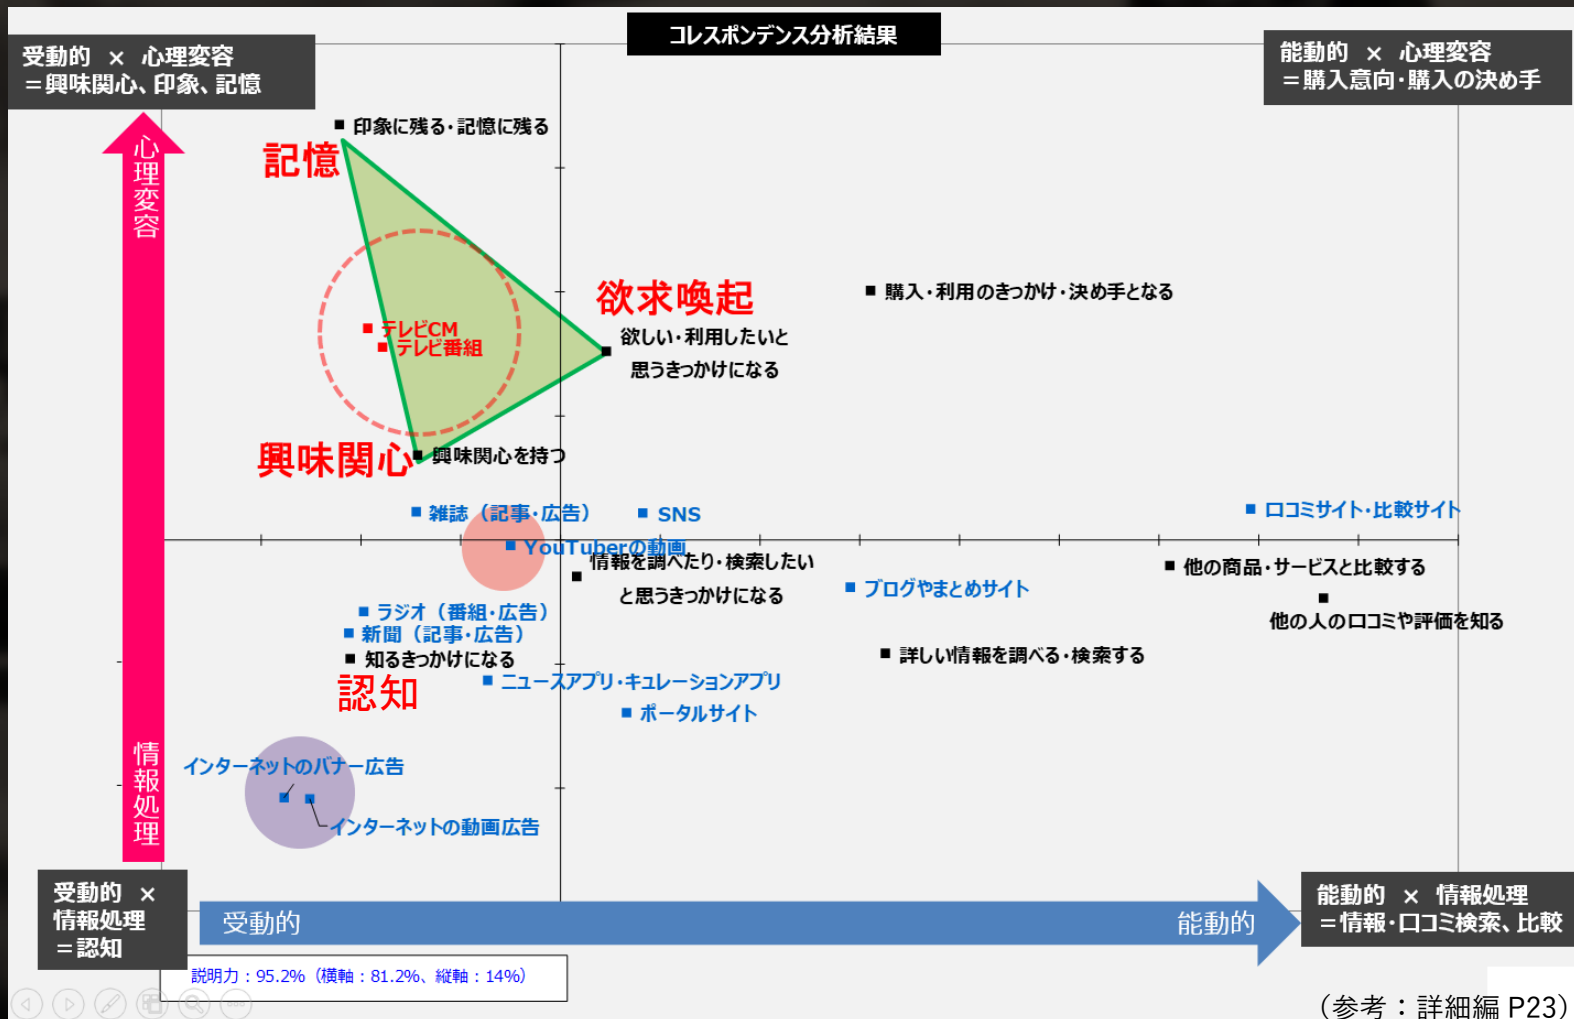 コレスポンデンス分析結果
受動的 × 心理変容
＝興味関心、印象、記憶
能動的 × 心理変容
＝購入意向・購入の決め手
心理変容
印象に残る・記憶に残る
記憶
購入・利用のきっかけ・決め手となる
欲求喚起
欲しい・利用したいと
思うきっかけになる
テレビCM
テレビ番組
興味関心
興味関心を持つ
雑誌（記事・広告）
SNS
口コミサイト・比較サイト
YouTuberの動画
情報を調べたり・検索したい
と思うきっかけになる
他の商品・サービスと比較する
ブログやまとめサイト
他の人の口コミや評価を知る
ラジオ（番組・広告）
新聞（記事・広告）
知るきっかけになる
詳しい情報を調べる・検索する
認知
ニュースアプリ・キュレーションアプリ
ポータルサイト
情報処理
インターネットのバナー広告
インターネットの動画広告
受動的 ×
情報処理
＝認知
受動的
能動的
能動的 × 情報処理
＝情報・口コミ検索、比較
説明力：95.2%（横軸：81.2%、縦軸：14%）
（参考：詳細編 P23）